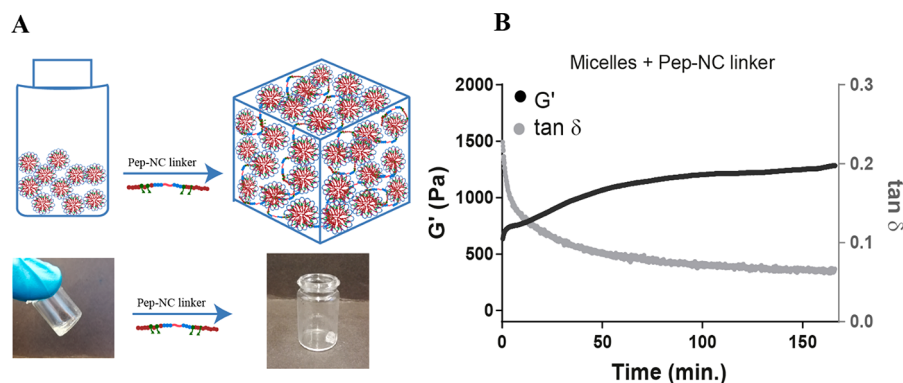 A
Pep-NC linker
Pep-NC linker
B
Micelles + Pep-NC linker
G'
tan δ
G' (Pa)
2000
1500
1000
500
0
tan δ
0.3
0.2
0.1
0.0
0
50
100
150
Time (min.)